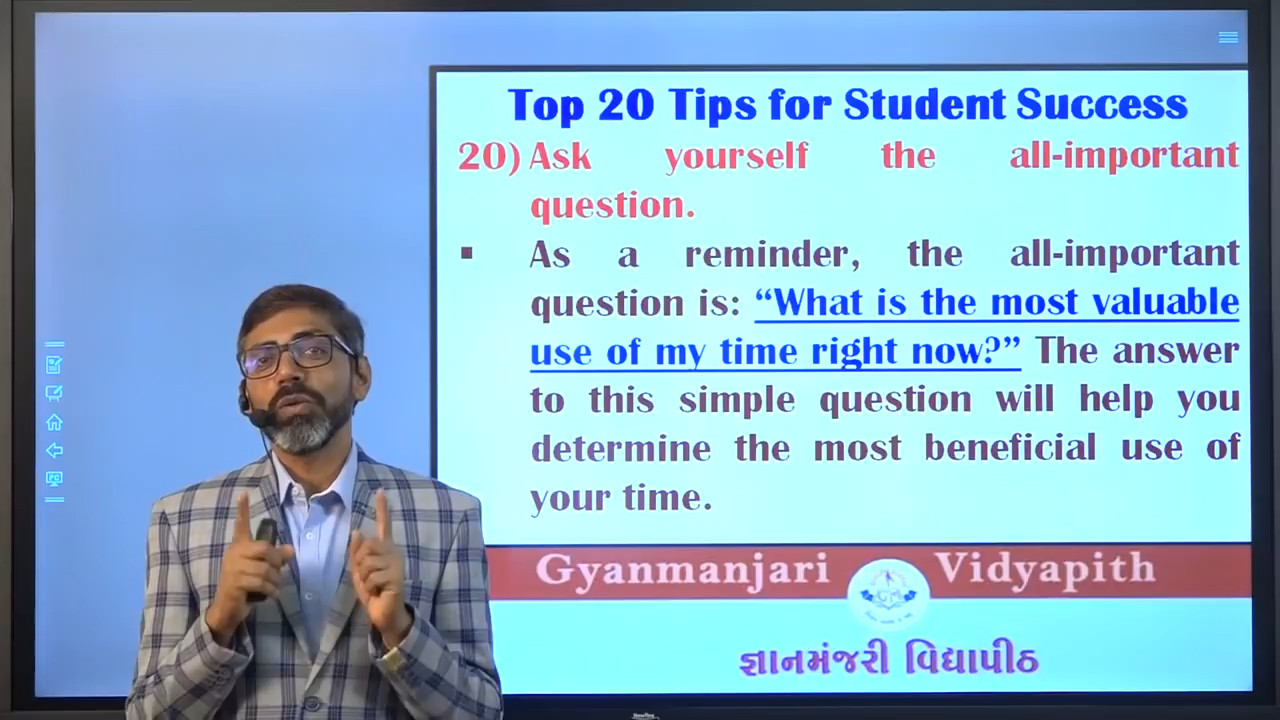 Top 20 Tips for Student Success
20) Ask yourself the all-important
question.
▪ As a reminder, the all-important
question is: “What is the most valuable
use of my time right now?” The answer
to this simple question will help you
determine the most beneficial use of
your time.
Gyanmanjari Vidyapith
જ્ઞાનમંજરી વિદ્યાપીઠ
PC